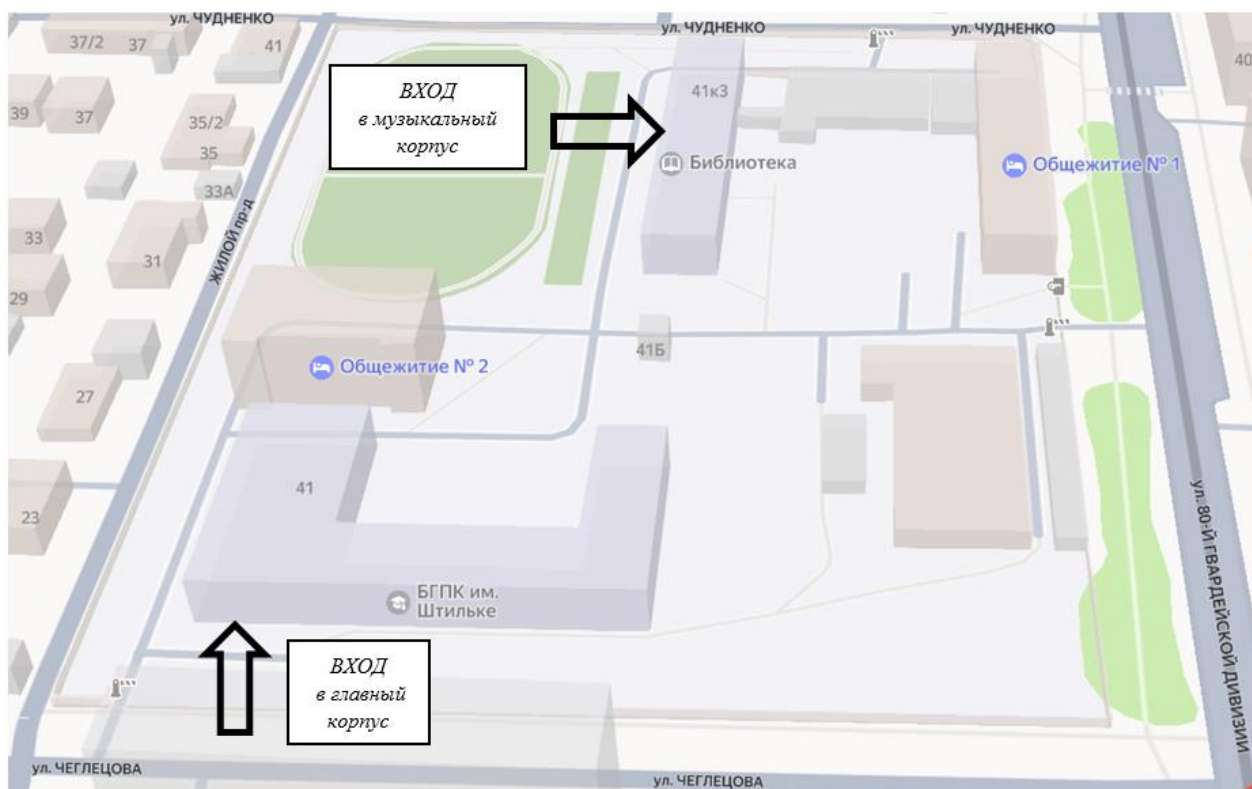 ул. ЧУДНЕНКО
ул. ЧУДНЕНКО
ул. ЧУДНЕНКО
37/2
37
41
40
39
37
35/2
35
33А
33
31
29
27
23
ЖИЛОЙ пр-д
ВХОД
в музыкальный
корпус
41к3
Библиотека
Общежитие № 1
41Б
Общежитие № 2
41
БГПК им.
Штильке
ВХОД
в главный
корпус
ул. 80-Й ГВАРДЕЙСКОЙ ДИВИЗИИ
ул. ЧЕГЛЕЦОВА
ул. ЧЕГЛЕЦОВА